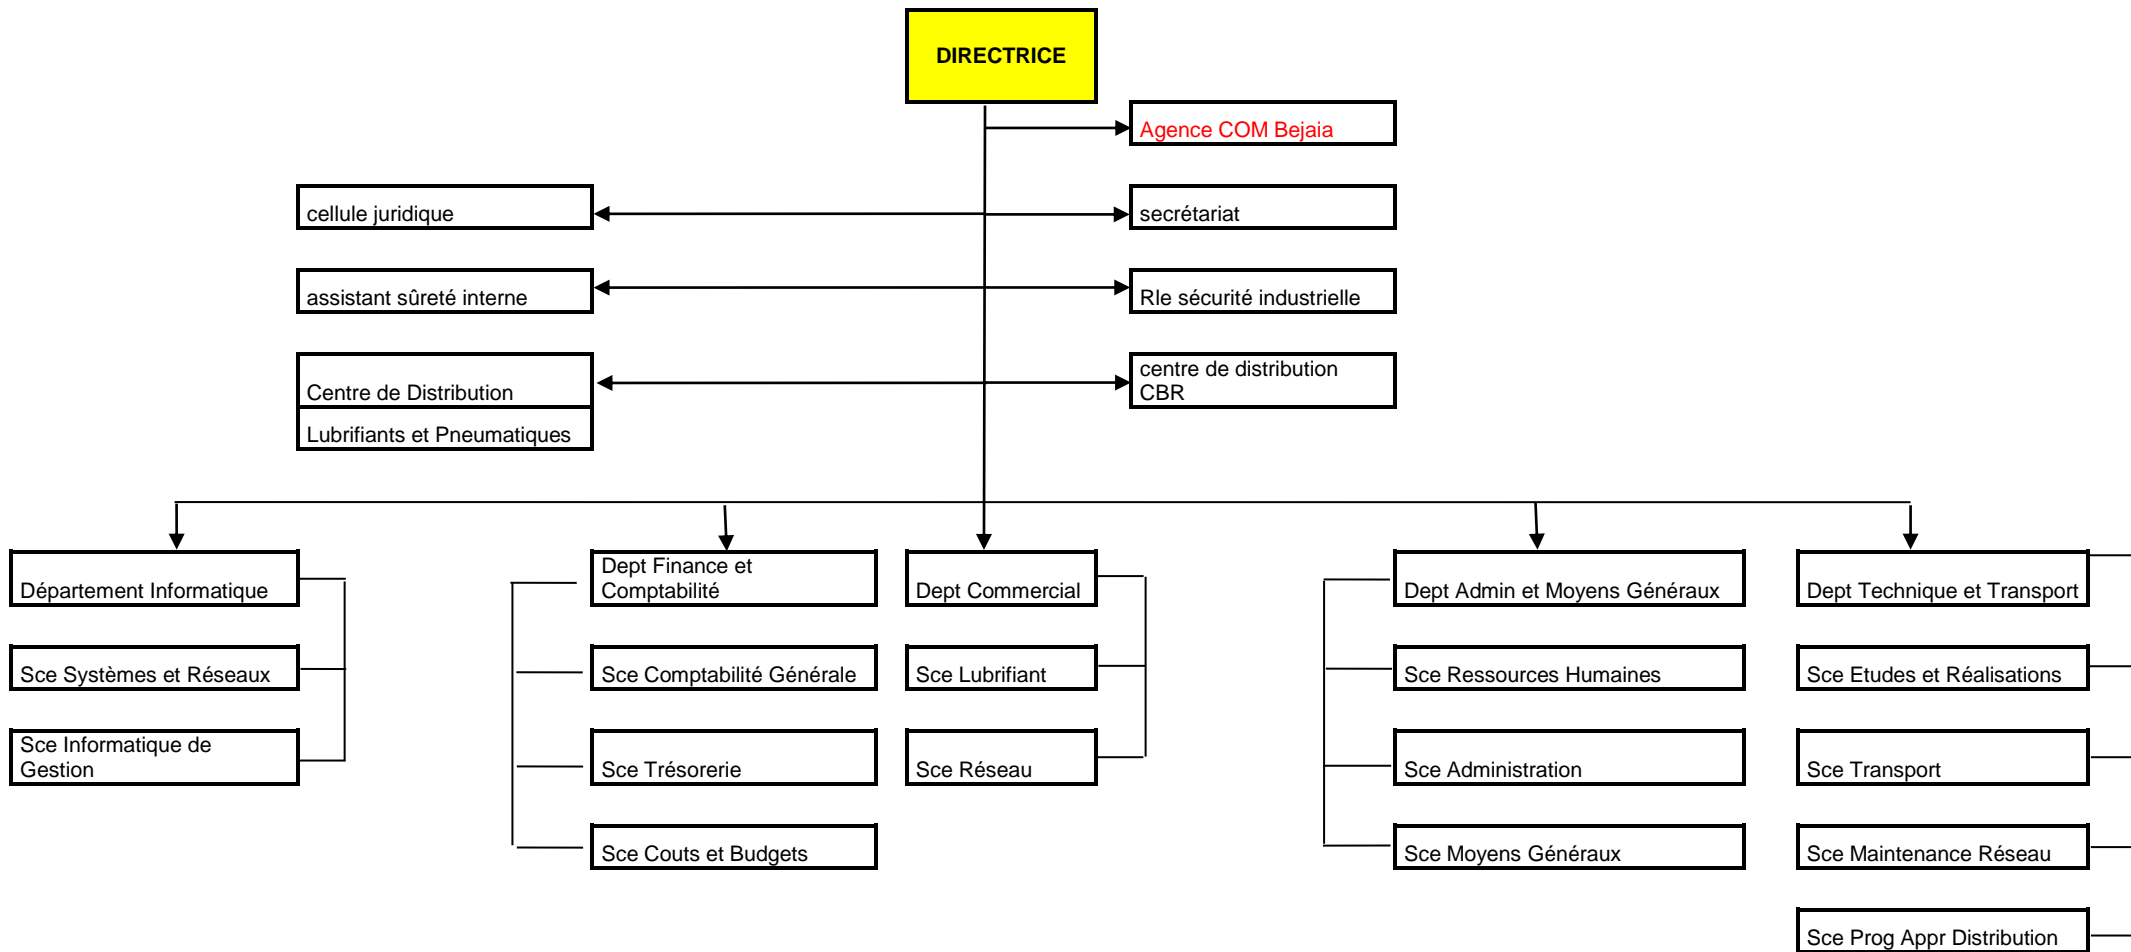 DIRECTRICE
Agence COM Bejaia
cellule juridique
secrétariat
assistant sûreté interne
Rle sécurité industrielle
Centre de Distribution
Lubrifiants et Pneumatiques
centre de distribution
CBR
Département Informatique
Sce Systèmes et Réseaux
Sce Informatique de
Gestion
Dept Finance et
Comptabilité
Sce Comptabilité Générale
Sce Trésorerie
Sce Couts et Budgets
Dept Commercial
Sce Lubrifiant
Sce Réseau
Dept Admin et Moyens Généraux
Sce Ressources Humaines
Sce Administration
Sce Moyens Généraux
Dept Technique et Transport
Sce Etudes et Réalisations
Sce Transport
Sce Maintenance Réseau
Sce Prog Appr Distribution